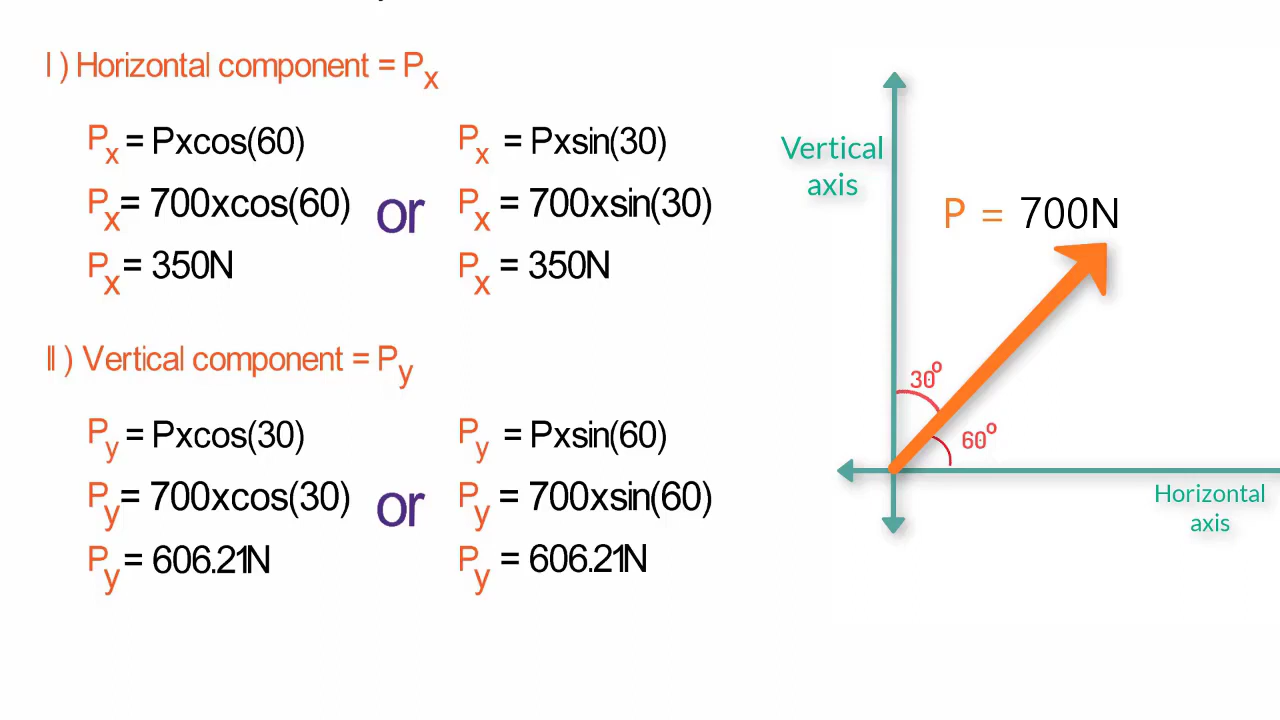 I ) Horizontal component = Px
Px = Pxcos(60)
Px = 700xcos(60)
Px = 350N
or
Px = Pxsin(30)
Px = 700xsin(30)
Px = 350N
II ) Vertical component = Py
Py = Pxcos(30)
Py = 700xcos(30)
Py = 606.21N
or
Py = Pxsin(60)
Py = 700xsin(60)
Py = 606.21N
Vertical
axis
P = 700N
30°
60°
Horizontal
axis